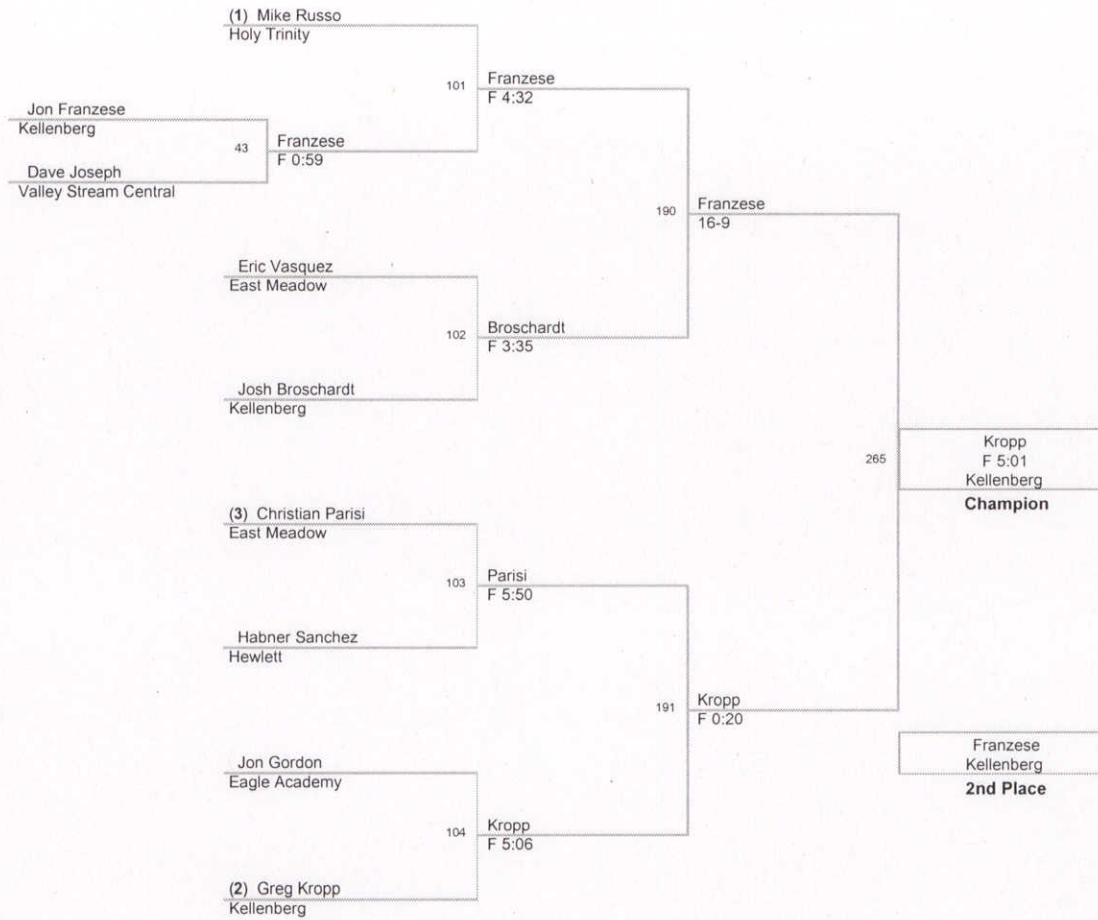 (1) Mike Russo
Holy Trinity
101
Franzese
F 4:32
Jon Franzese
Kellenberg
43
Franzese
F 0:59
Dave Joseph
Valley Stream Central
190
Franzese
16-9
Eric Vasquez
East Meadow
102
Broschardt
F 3:35
Josh Broschardt
Kellenberg
265
Kropp
F 5:01
Kellenberg
Champion
(3) Christian Parisi
East Meadow
103
Parisi
F 5:50
Habner Sanchez
Hewlett
191
Kropp
F 0:20
Franzese
Kellenberg
2nd Place
Jon Gordon
Eagle Academy
104
Kropp
F 5:06
(2) Greg Kropp
Kellenberg